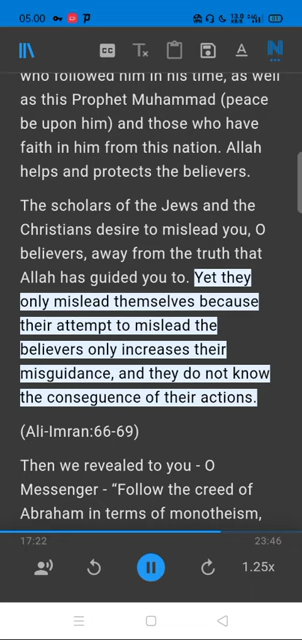 05.00
who followed him in his time, as well
as this Prophet Muhammad (peace
be upon him) and those who have
faith in him from this nation. Allah
helps and protects the believers.
The scholars of the Jews and the
Christians desire to mislead you, O
believers, away from the truth that
Allah has guided you to. Yet they
only mislead themselves because
their attempt to mislead the
believers only increases their
misguidance, and they do not know
the conseguence of their actions.
(Ali-Imran:66-69)
Then we revealed to you - O
Messenger - “Follow the creed of
Abraham in terms of monotheism,
17:22 23:46
1.25x